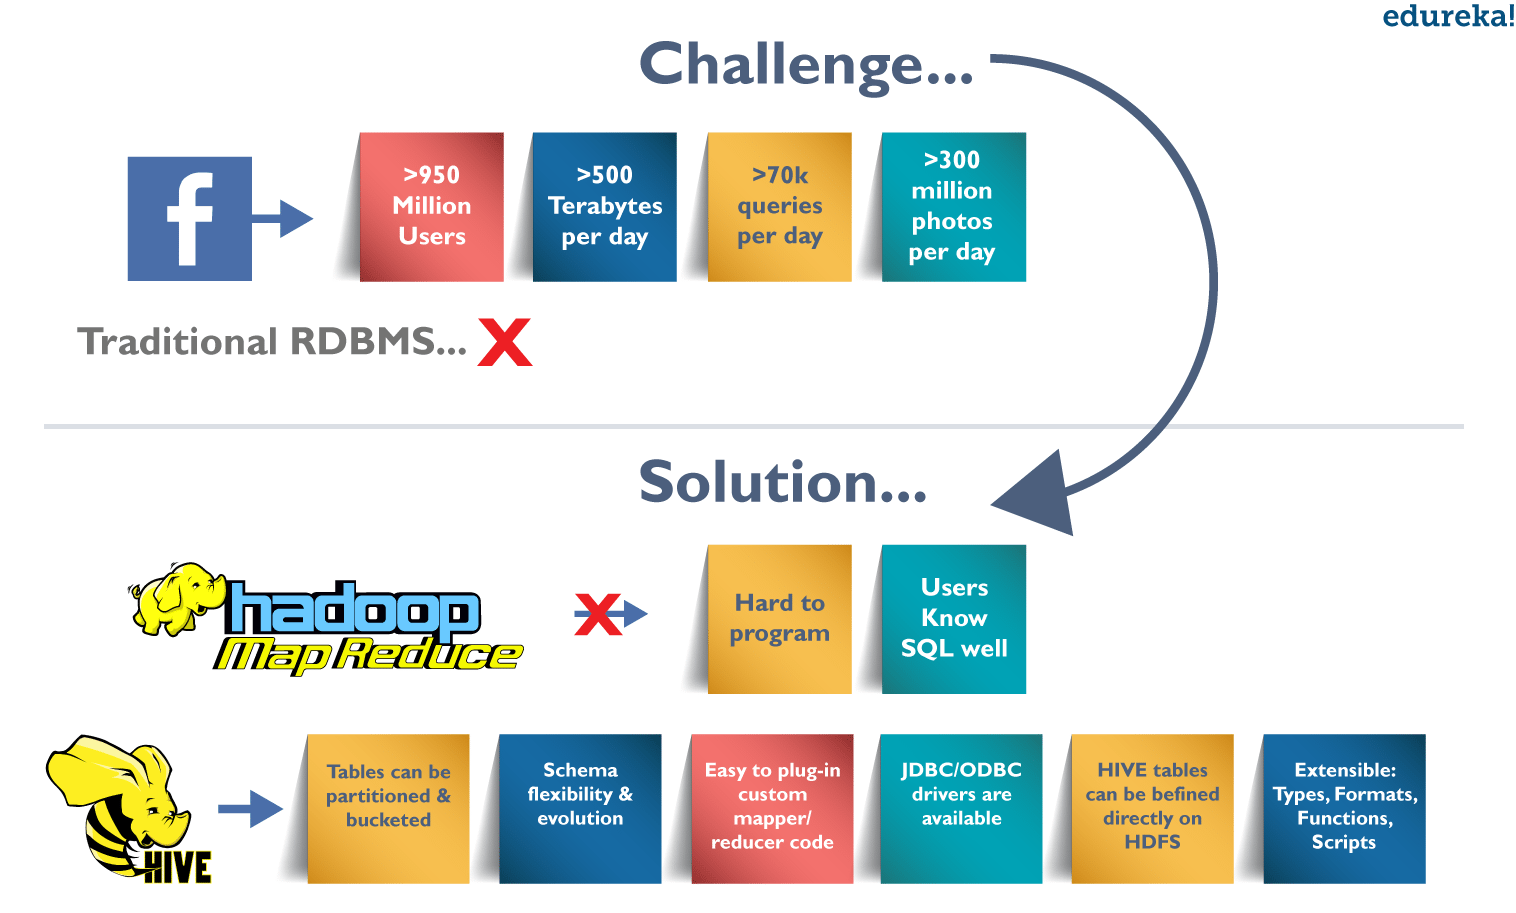 edureka!
Challenge...
f
>950
Million
Users
>500
Terabytes
per day
>70k
queries
per day
>300
million
photos
per day
Traditional RDBMS... X
Solution...
hadoop
Map Reduce
X
Hard to
program
Users
Know
SQL well
HIVE
Tables can be
partitioned &
bucketed
Schema
flexibility &
evolution
Easy to plug-in
custom
mapper/
reducer code
JDBC/ODBC
drivers are
available
HIVE tables
can be befined
directly on
HDFS
Extensible:
Types, Formats,
Functions,
Scripts